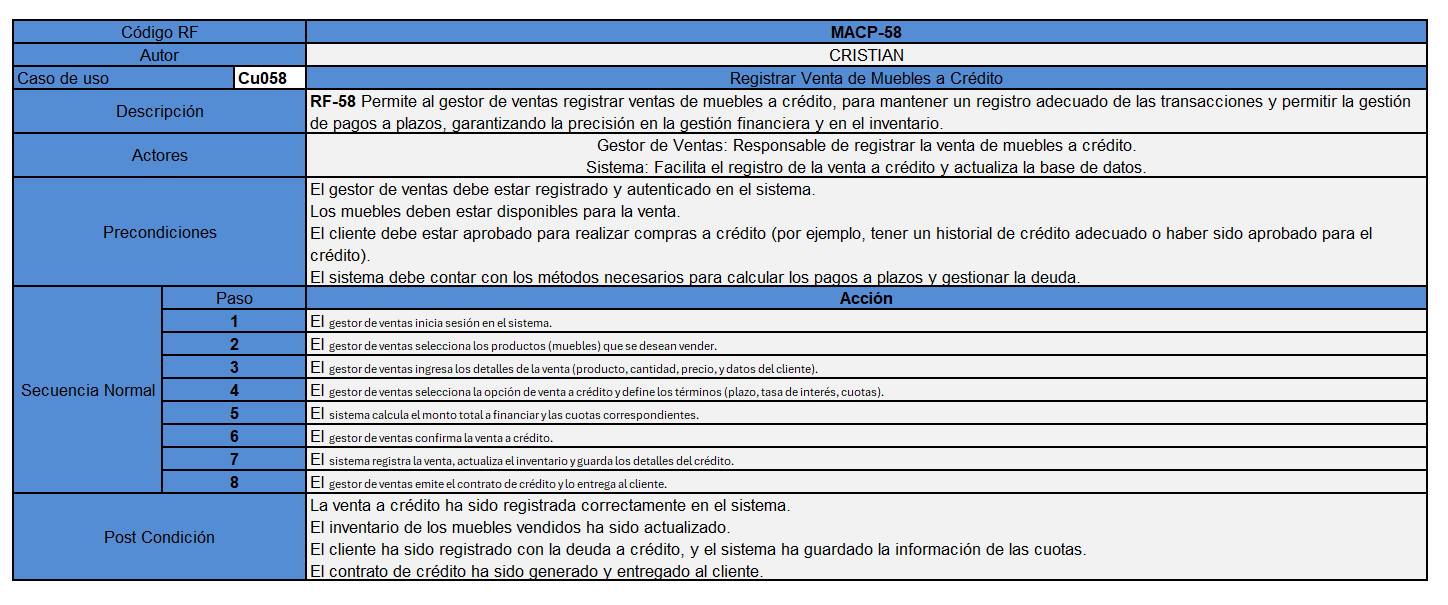 Código RF MACP-58
Autor CRISTIAN
Caso de uso Cu058 Registrar Venta de Muebles a Crédito
Descripción
RF-58 Permite al gestor de ventas registrar ventas de muebles a crédito, para mantener un registro adecuado de las transacciones y permitir la gestión
de pagos a plazos, garantizando la precisión en la gestión financiera y en el inventario.
Actores
Gestor de Ventas: Responsable de registrar la venta de muebles a crédito.
Sistema: Facilita el registro de la venta a crédito y actualiza la base de datos.
Precondiciones
El gestor de ventas debe estar registrado y autenticado en el sistema.
Los muebles deben estar disponibles para la venta.
El cliente debe estar aprobado para realizar compras a crédito (por ejemplo, tener un historial de crédito adecuado o haber sido aprobado para el
crédito).
El sistema debe contar con los métodos necesarios para calcular los pagos a plazos y gestionar la deuda.
Secuencia Normal
Paso Acción
1 El gestor de ventas inicia sesión en el sistema.
2 El gestor de ventas selecciona los productos (muebles) que se desean vender.
3 El gestor de ventas ingresa los detalles de la venta (producto, cantidad, precio, y datos del cliente).
4 El gestor de ventas selecciona la opción de venta a crédito y define los términos (plazo, tasa de interés, cuotas).
5 El sistema calcula el monto total a financiar y las cuotas correspondientes.
6 El gestor de ventas confirma la venta a crédito.
7 El sistema registra la venta, actualiza el inventario y guarda los detalles del crédito.
8 El gestor de ventas emite el contrato de crédito y lo entrega al cliente.
Post Condición
La venta a crédito ha sido registrada correctamente en el sistema.
El inventario de los muebles vendidos ha sido actualizado.
El cliente ha sido registrado con la deuda a crédito, y el sistema ha guardado la información de las cuotas.
El contrato de crédito ha sido generado y entregado al cliente.